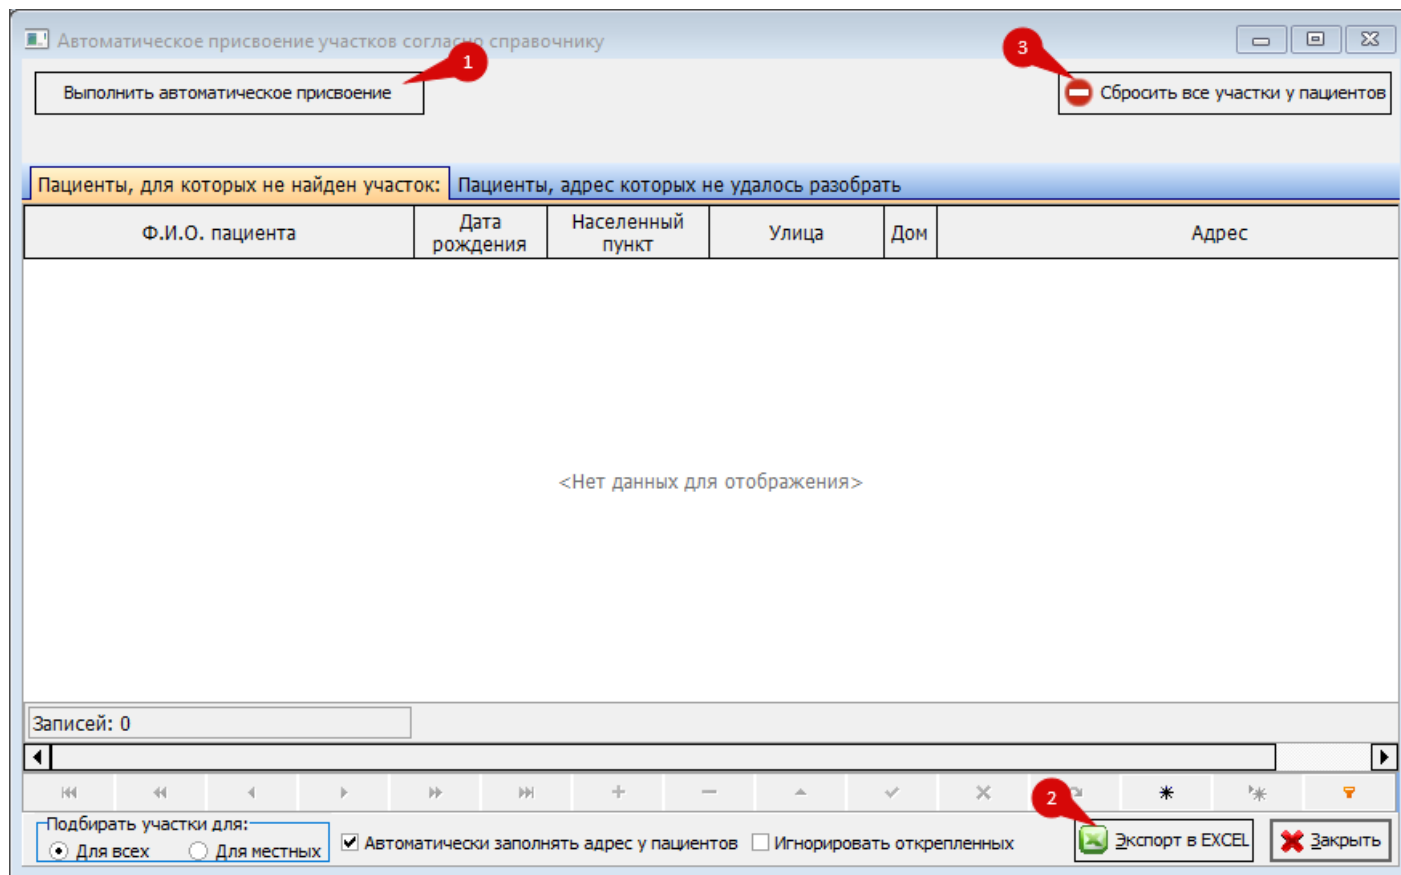 Автоматическое присвоение участков согласно справочнику
1
3
Выполнить автоматическое присвоение
Сбросить все участки у пациентов
Пациенты, для которых не найден участок:
Пациенты, адрес которых не удалось разобрать
Ф.И.О. пациента
Дата рождения
Населенный пункт
Улица
Дом
Адрес
<Нет данных для отображения>
Записей: 0
2
Подбирать участки для:
Для всех
Для местных
Автоматически заполнять адрес у пациентов
Игнорировать открепленных
Экспорт в EXCEL
Закрыть